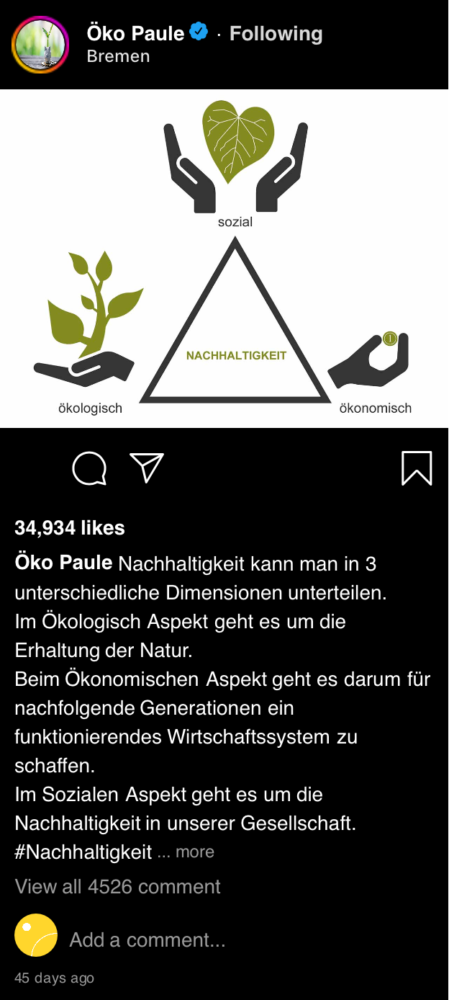 Öko Paule · Following
Bremen
sozial
NACHHALTIGKEIT
ökologisch
ökonomisch
1
34,934 likes
Öko Paule Nachhaltigkeit kann man in 3
unterschiedliche Dimensionen unterteilen.
Im Ökologisch Aspekt geht es um die
Erhaltung der Natur.
Beim Ökonomischen Aspekt geht es darum für
nachfolgende Generationen ein
funktionierendes Wirtschaftssystem zu
schaffen.
Im Sozialen Aspekt geht es um die
Nachhaltigkeit in unserer Gesellschaft.
#Nachhaltigkeit ... more
View all 4526 comment
Add a comment...
45 days ago